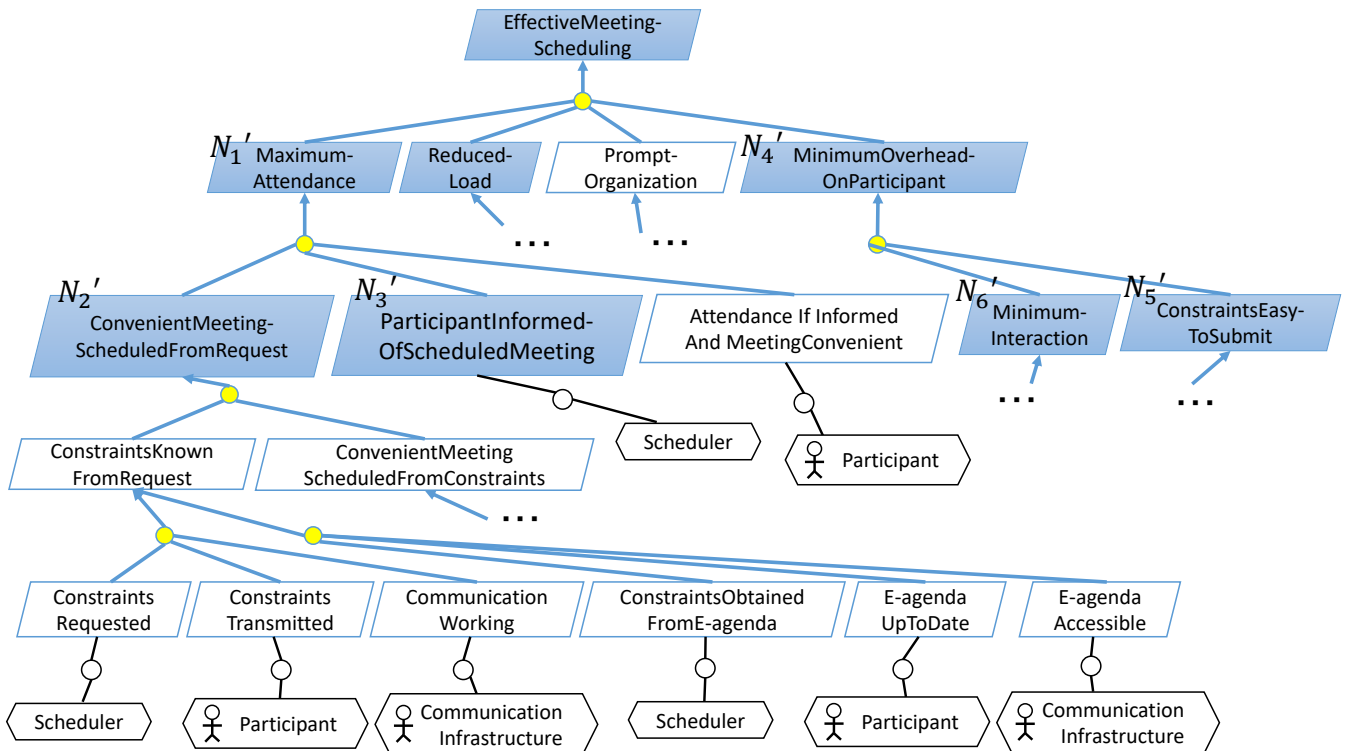 EffectiveMeeting-
Scheduling
N₁′
Maximum-
Attendance
Reduced-
Load
Prompt-
Organization
N₄′
MinimumOverhead-
OnParticipant
...
...
N₂′
ConvenientMeeting-
ScheduledFromRequest
N₃′
ParticipantInformed-
OfScheduledMeeting
Attendance If Informed
And MeetingConvenient
N₆′
Minimum-
Interaction
N₅′
ConstraintsEasy-
ToSubmit
...
...
Scheduler
Participant
ConstraintsKnown
FromRequest
ConvenientMeeting
ScheduledFromConstraints
...
Constraints
Requested
Constraints
Transmitted
Communication
Working
ConstraintsObtained
FromE-agenda
E-agenda
UpToDate
E-agenda
Accessible
Scheduler
Participant
Communication
Infrastructure
Scheduler
Participant
Communication
Infrastructure